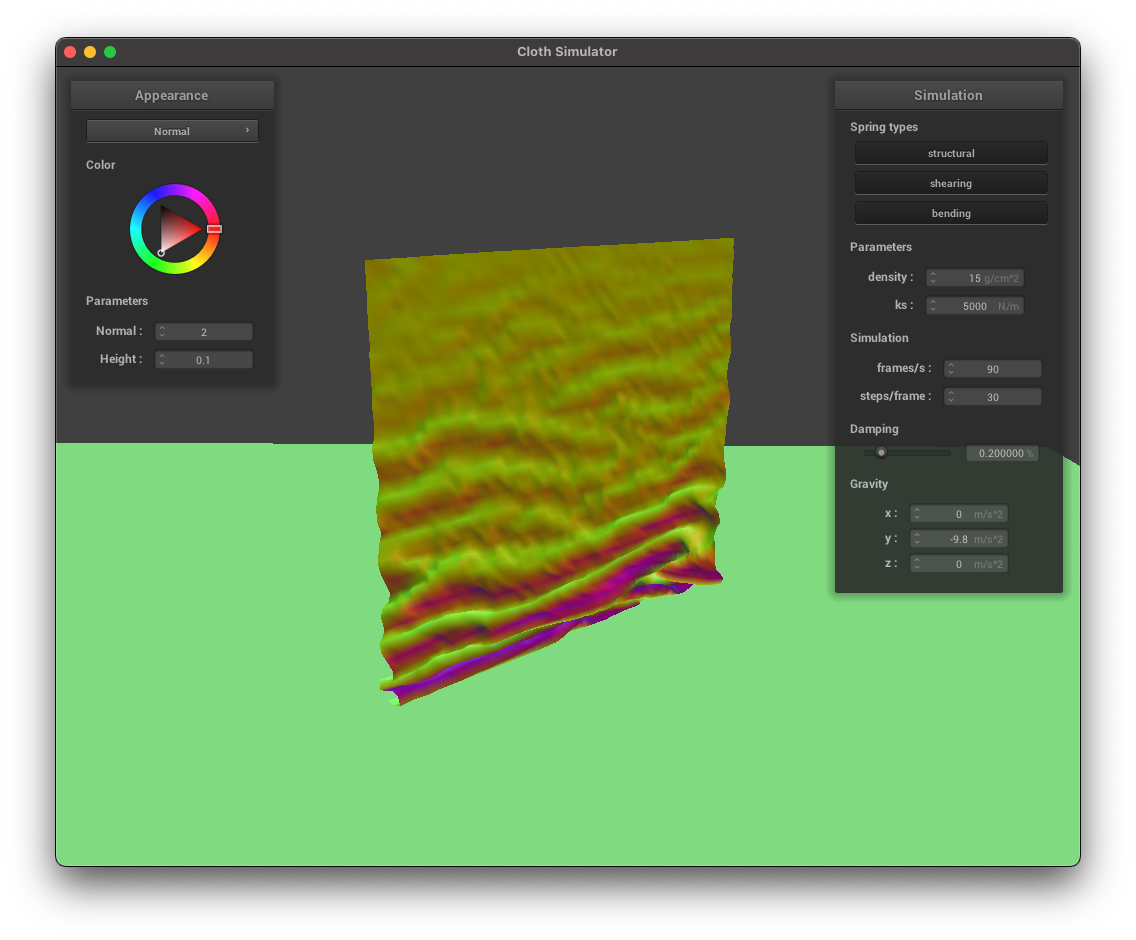 Cloth Simulator
Appearance
Normal
Color
Parameters
Normal : 2
Height : 0.1
Simulation
Spring types
structural
shearing
bending
Parameters
density : 15 g/cm^2
ks : 5000 N/m
Simulation
frames/s : 90
steps/frame : 30
Damping
0.200000 %
Gravity
x : 0 m/s^2
y : -9.8 m/s^2
z : 0 m/s^2